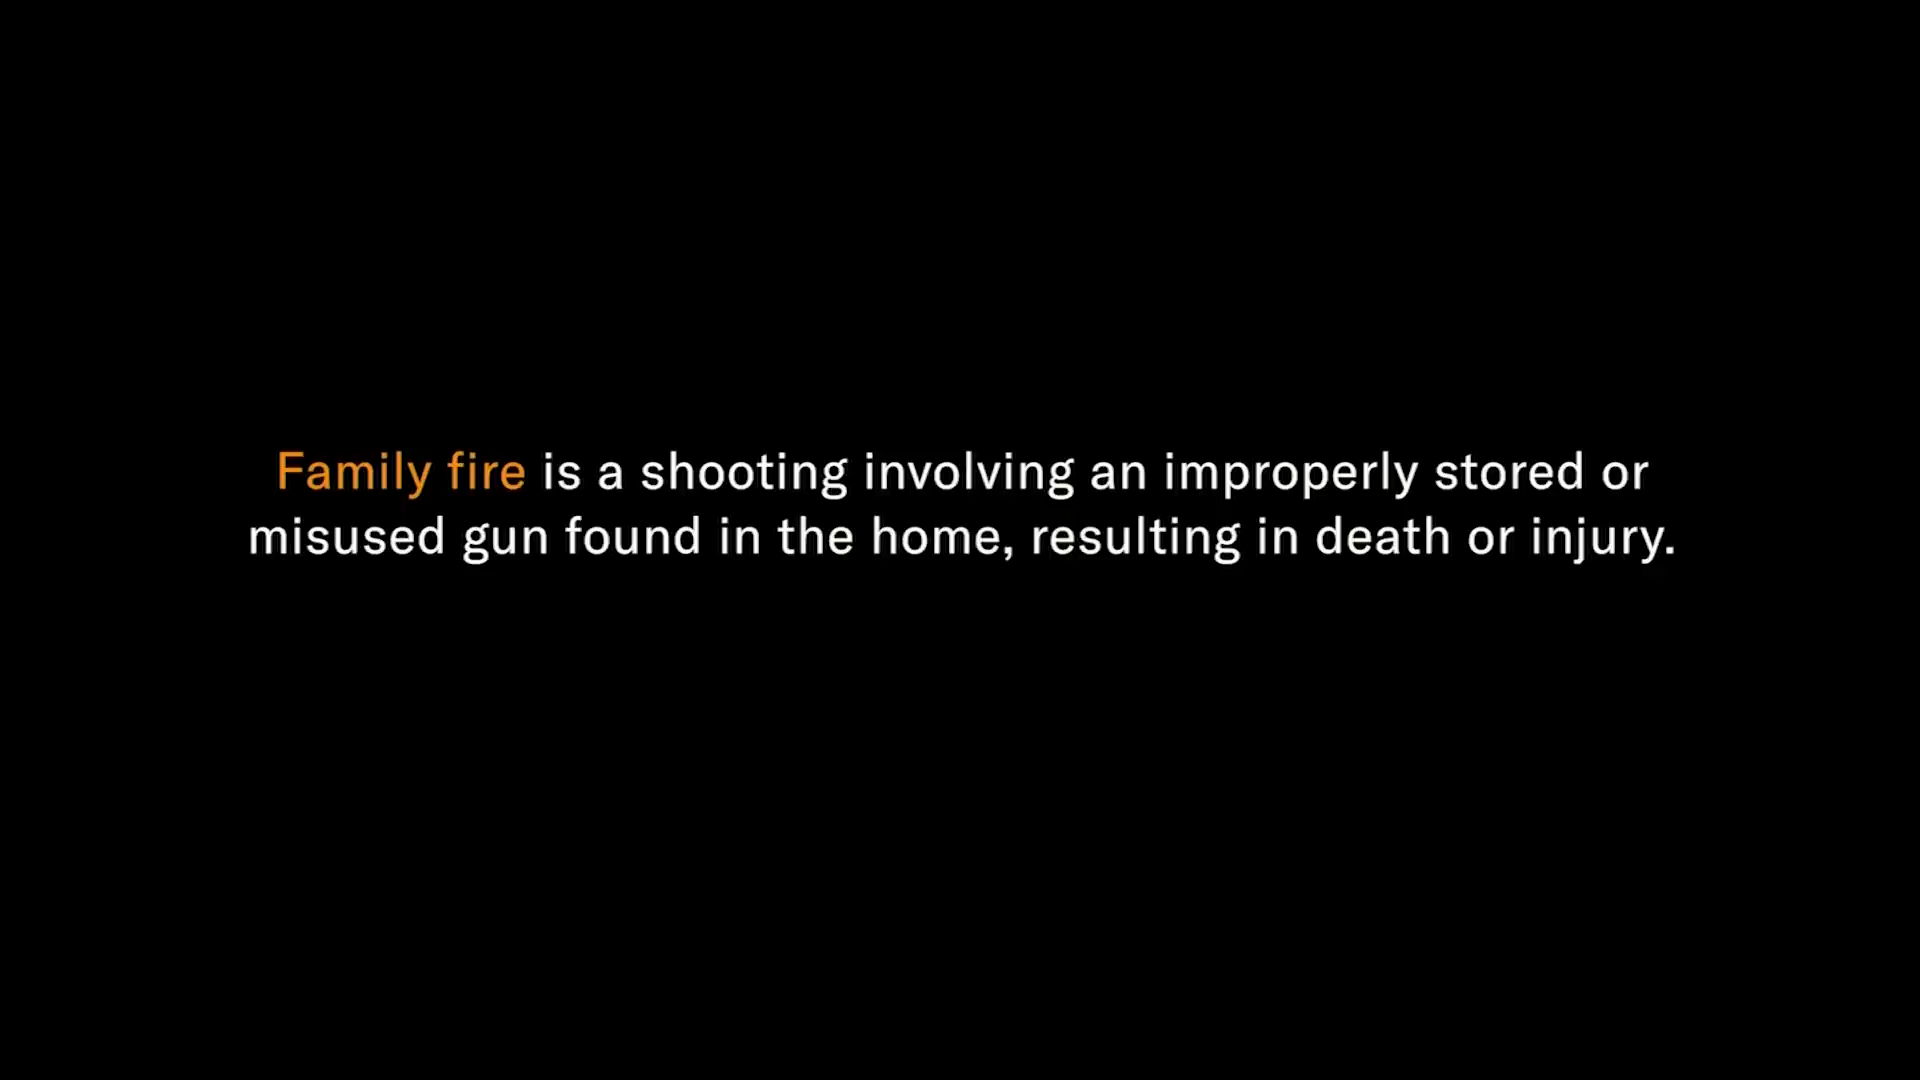 Family fire is a shooting involving an improperly stored or
misused gun found in the home, resulting in death or injury.